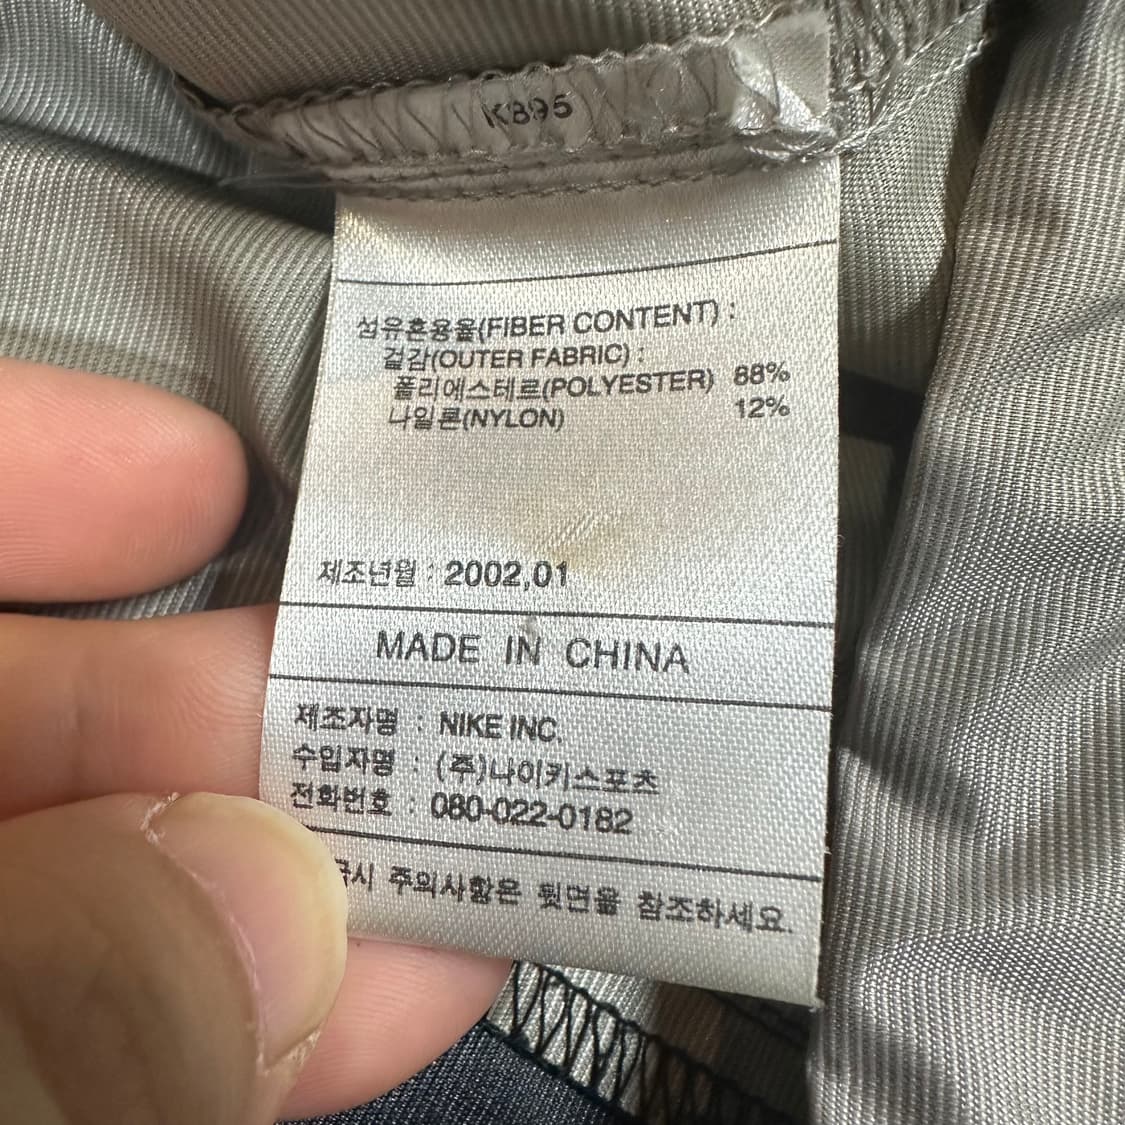 K895
섬유혼용율(FIBER CONTENT) :
겉감(OUTER FABRIC) :
폴리에스테르(POLYESTER) 88%
나일론(NYLON) 12%
제조년월 : 2002,01
MADE IN CHINA
제조자명 : NIKE INC.
수입자명 : (주)나이키스포츠
전화번호 : 080-022-0182
주의사항은 뒷면을 참조하세요.